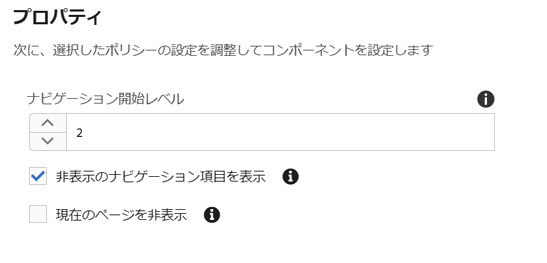 プロパティ
次に、選択したポリシーの設定を調整してコンポーネントを設定します
ナビゲーション開始レベル
2
非表示のナビゲーション項目を表示
現在のページを非表示